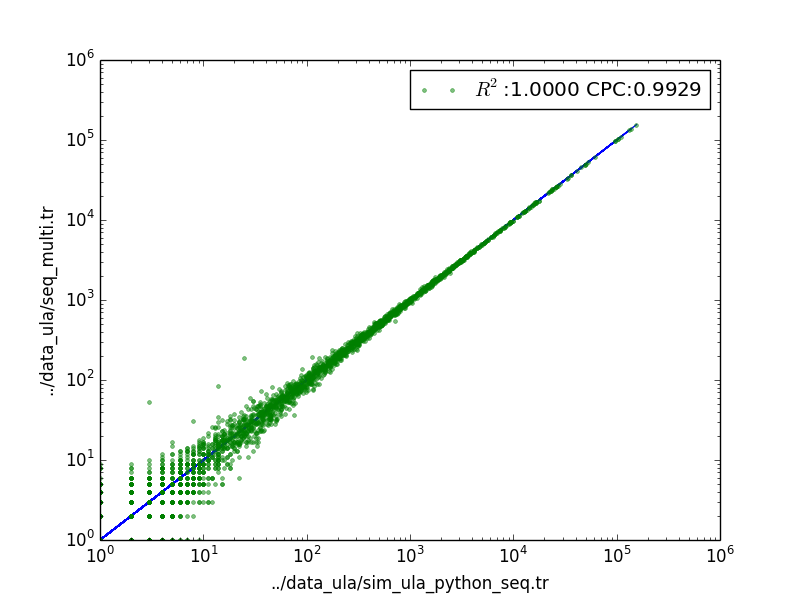 R² :1.0000 CPC:0.9929
10⁶
10⁵
10⁴
10³
10²
10¹
10⁰
../data_ula/seq_multi.tr
10⁰ 10¹ 10² 10³ 10⁴ 10⁵ 10⁶
../data_ula/sim_ula_python_seq.tr